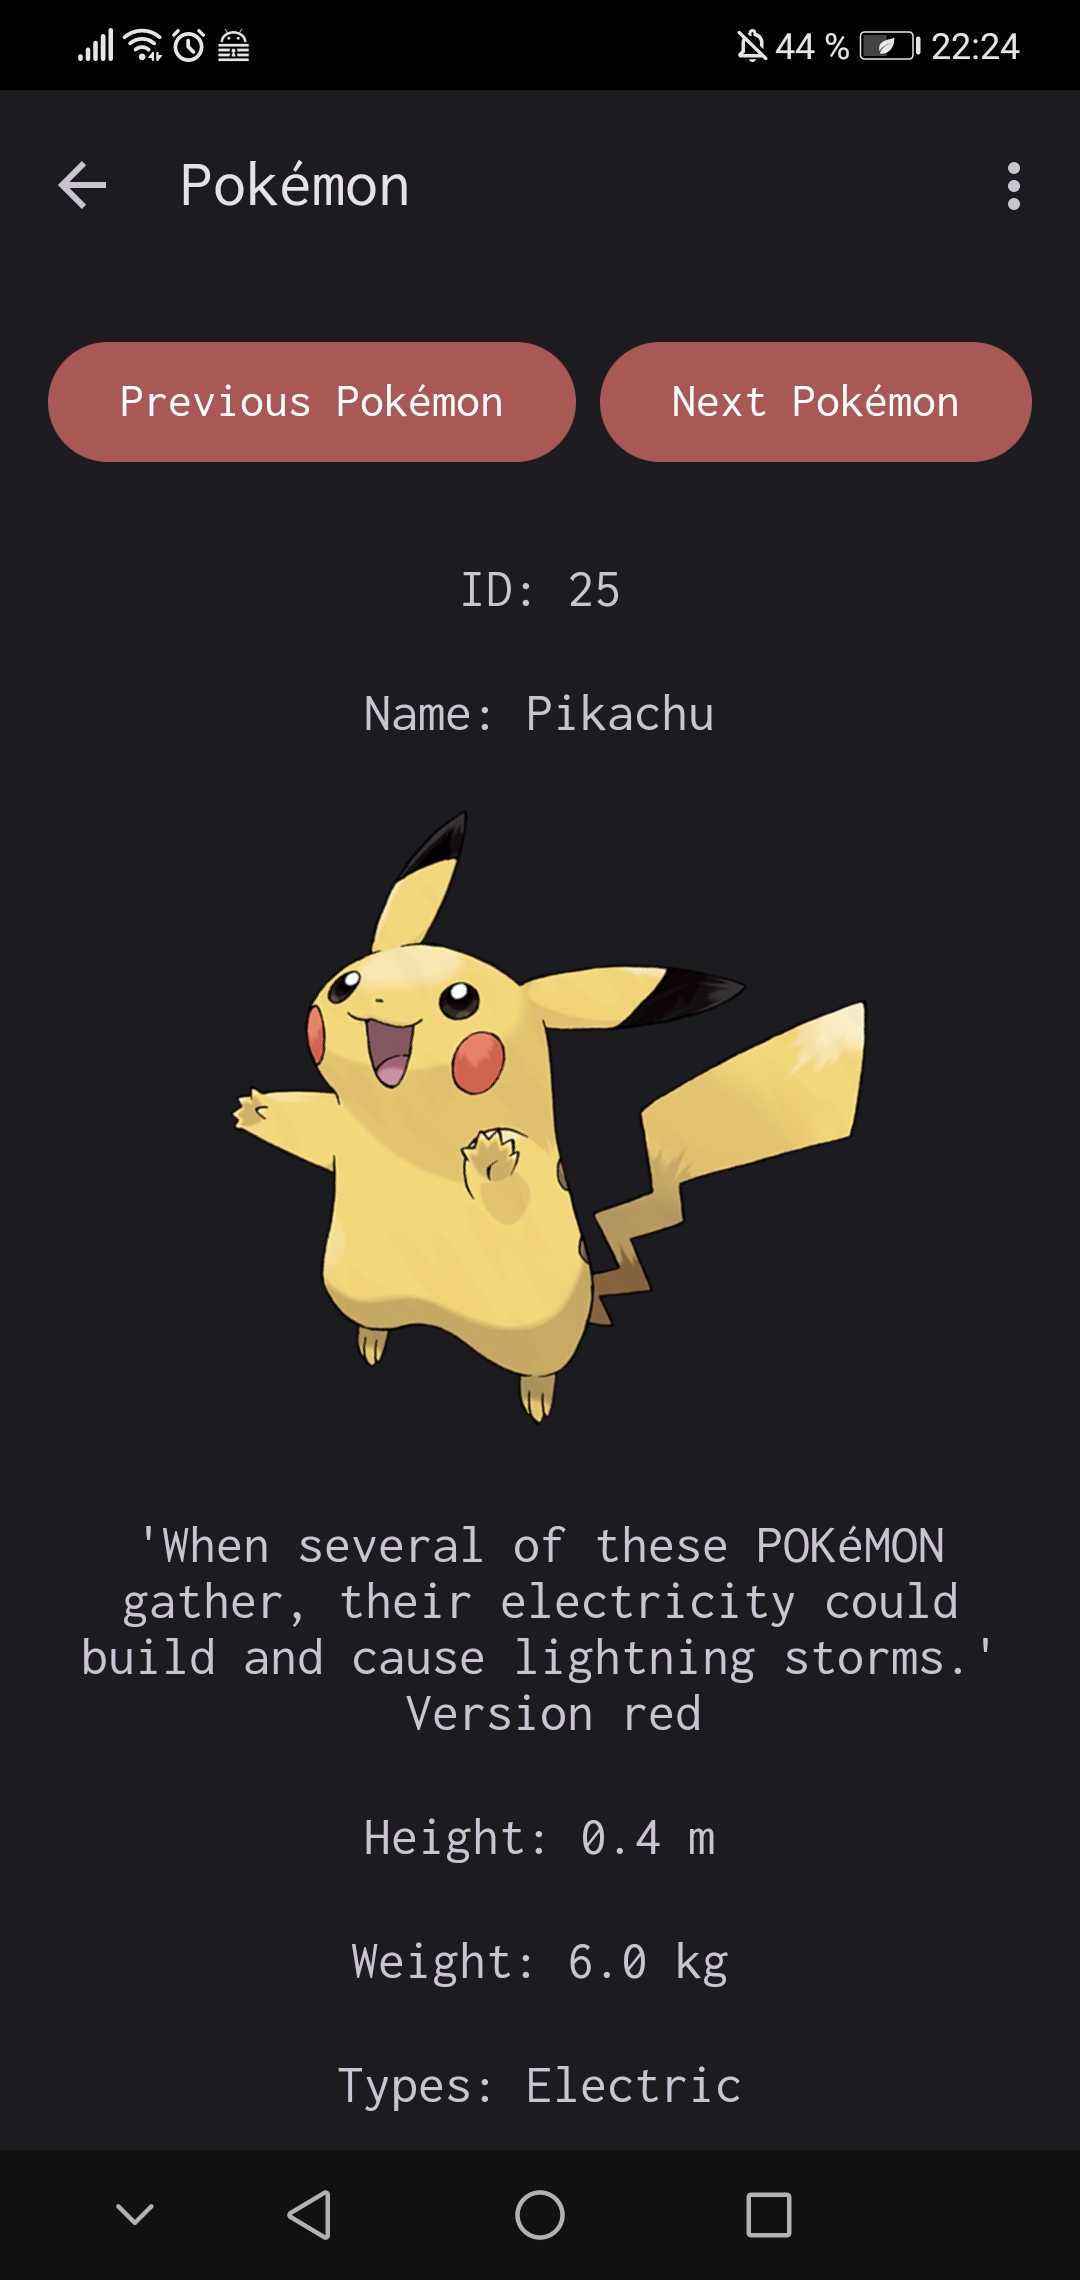 44 % 22:24
Pokémon
Previous Pokémon Next Pokémon
ID: 25
Name: Pikachu
'When several of these POKéMON
gather, their electricity could
build and cause lightning storms.'
Version red
Height: 0.4 m
Weight: 6.0 kg
Types: Electric